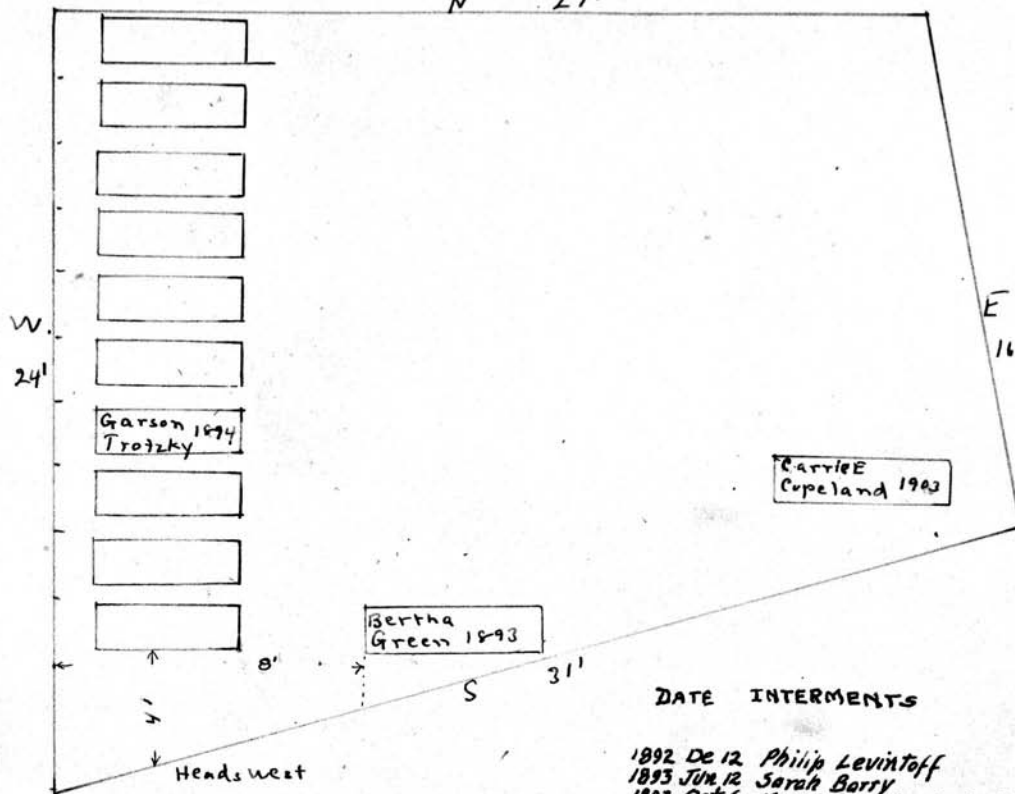 N
W.
24'
E
16
Garson 1894
Trotzky
Carrie E
Copeland 1903
Bertha
Green 1893
8'
4'
S 31'
Heads west
DATE INTERMENTS
1892 De 12 Philip Levintoff
1893 Jun 12 Sarah Barry